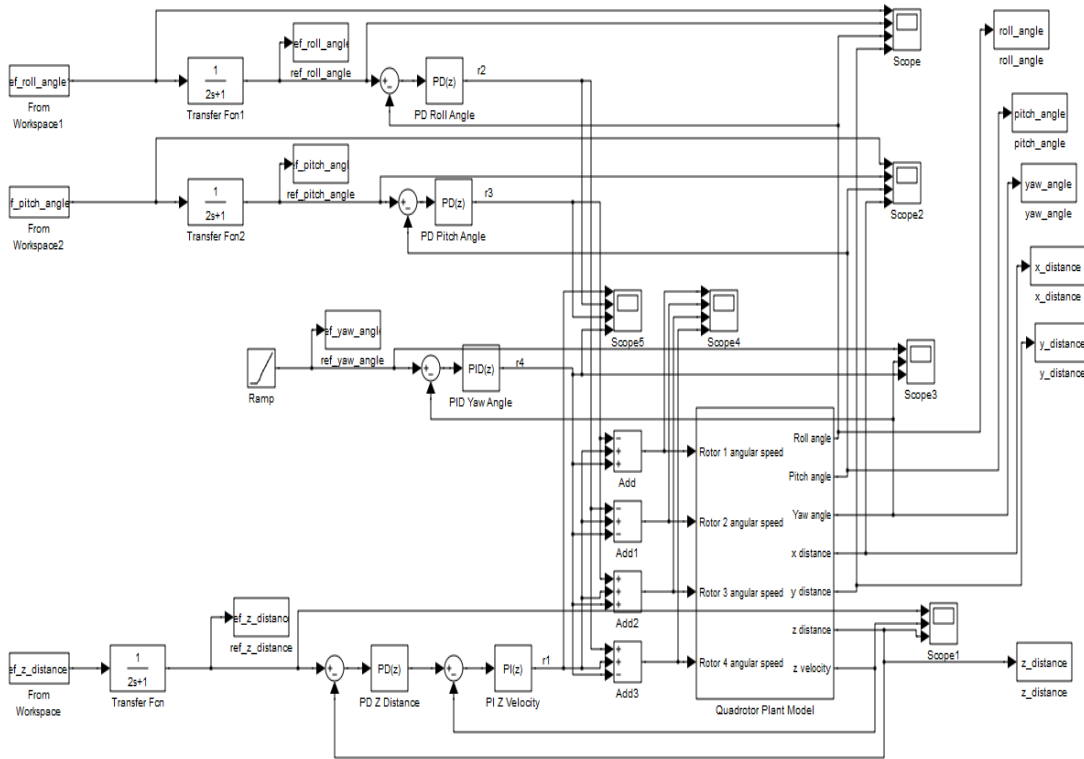 ef_roll_angle
From
Workspace1
1
2s+1
Transfer Fcn1
ef_roll_angle
ref_roll_angle
+
−
PD(z)
PD Roll Angle
r2
Scope
roll_angle
roll_angle
f_pitch_angle
From
Workspace2
1
2s+1
Transfer Fcn2
ef_pitch_angle
ref_pitch_angle
+
−
PD(z)
PD Pitch Angle
r3
Scope2
pitch_angle
pitch_angle
yaw_angle
yaw_angle
x_distance
x_distance
y_distance
y_distance
Ramp
ef_yaw_angle
ref_yaw_angle
+
−
PID(z)
PID Yaw Angle
r4
Scope5
Scope4
Scope3
−
+
+
Add
−
+
−
Add1
+
+
+
Add2
+
+
−
Add3
Rotor 1 angular speed
Rotor 2 angular speed
Rotor 3 angular speed
Rotor 4 angular speed
Roll angle
Pitch angle
Yaw angle
x distance
y distance
z distance
z velocity
Quadrotor Plant Model
ef_z_distance
From
Workspace
1
2s+1
Transfer Fcn
ef_z_distanc
ref_z_distance
+
−
PD(z)
PD Z Distance
+
−
PI(z)
PI Z Velocity
r1
Scope1
z_distance
z_distance